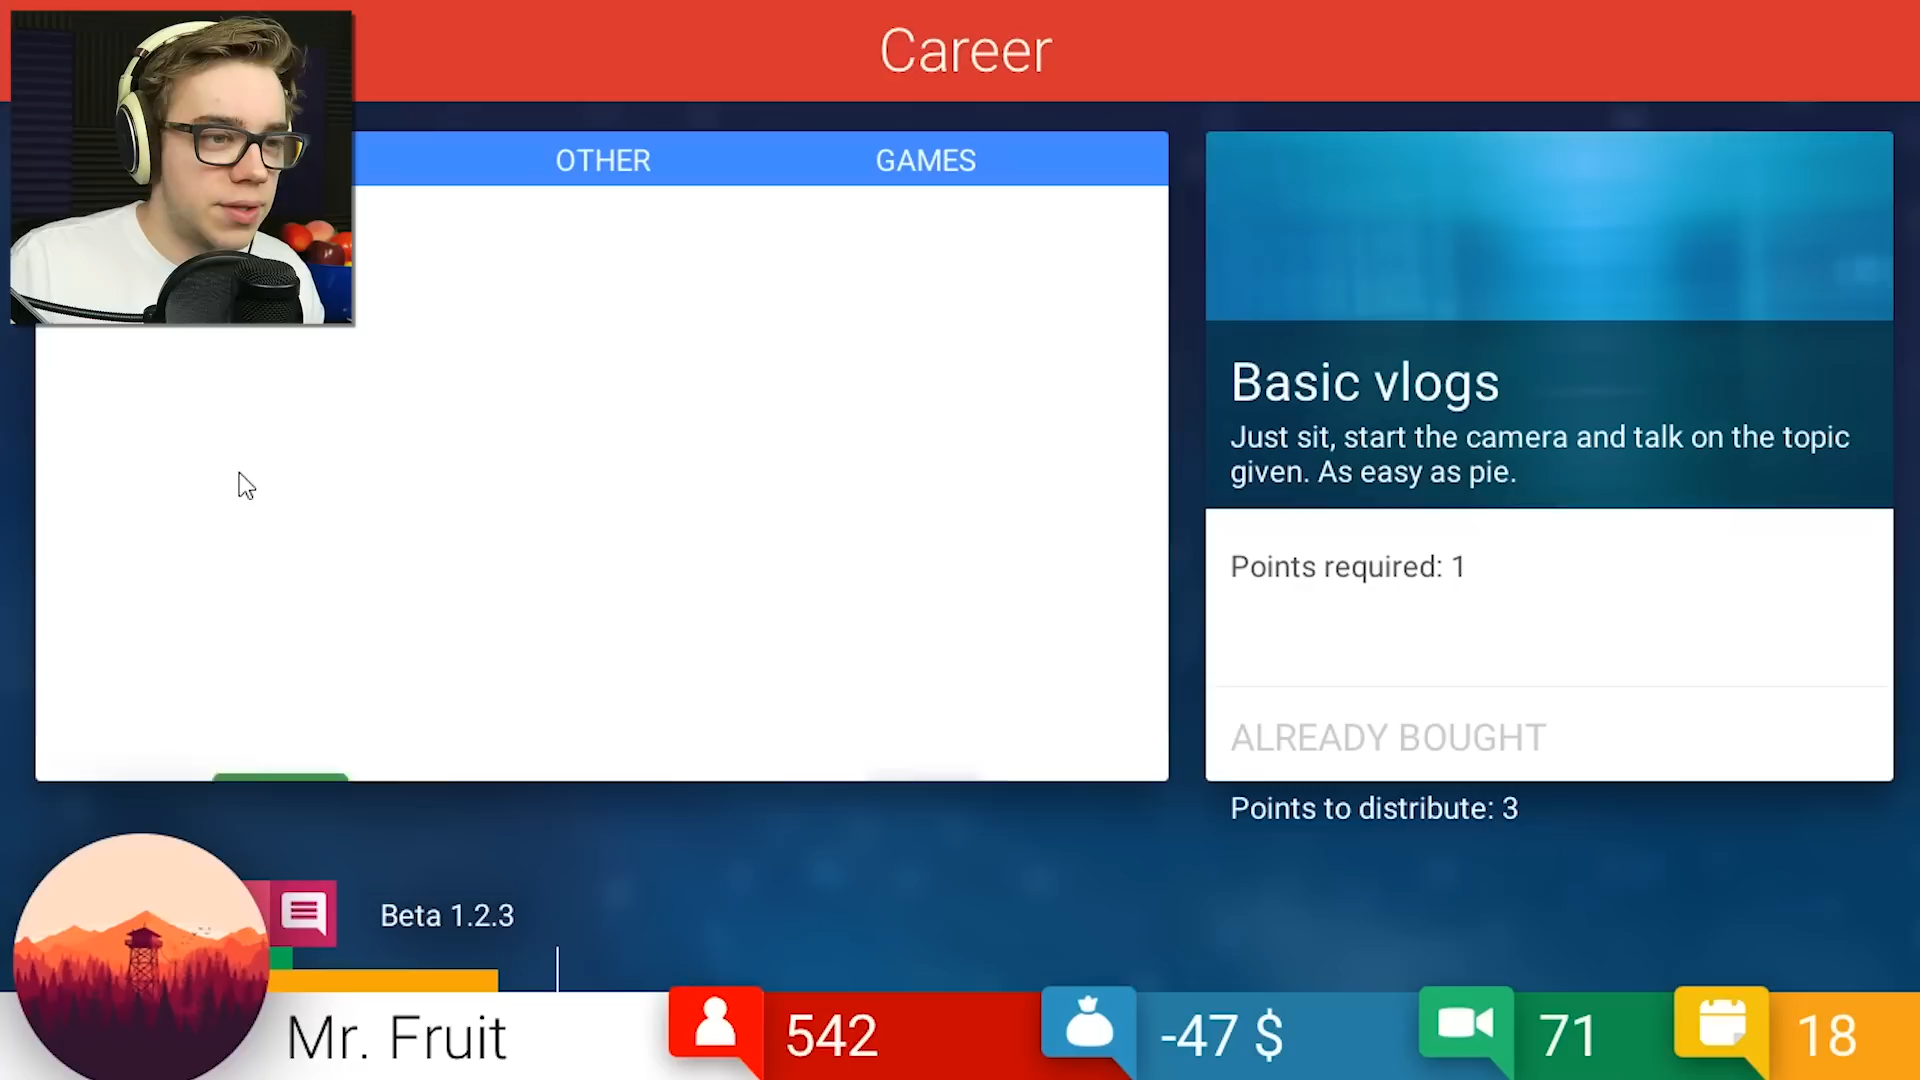 Career
OTHER
GAMES
Basic vlogs
Just sit, start the camera and talk on the topic
given. As easy as pie.
Points required: 1
ALREADY BOUGHT
Points to distribute: 3
Beta 1.2.3
Mr. Fruit
542
-47 $
71
18